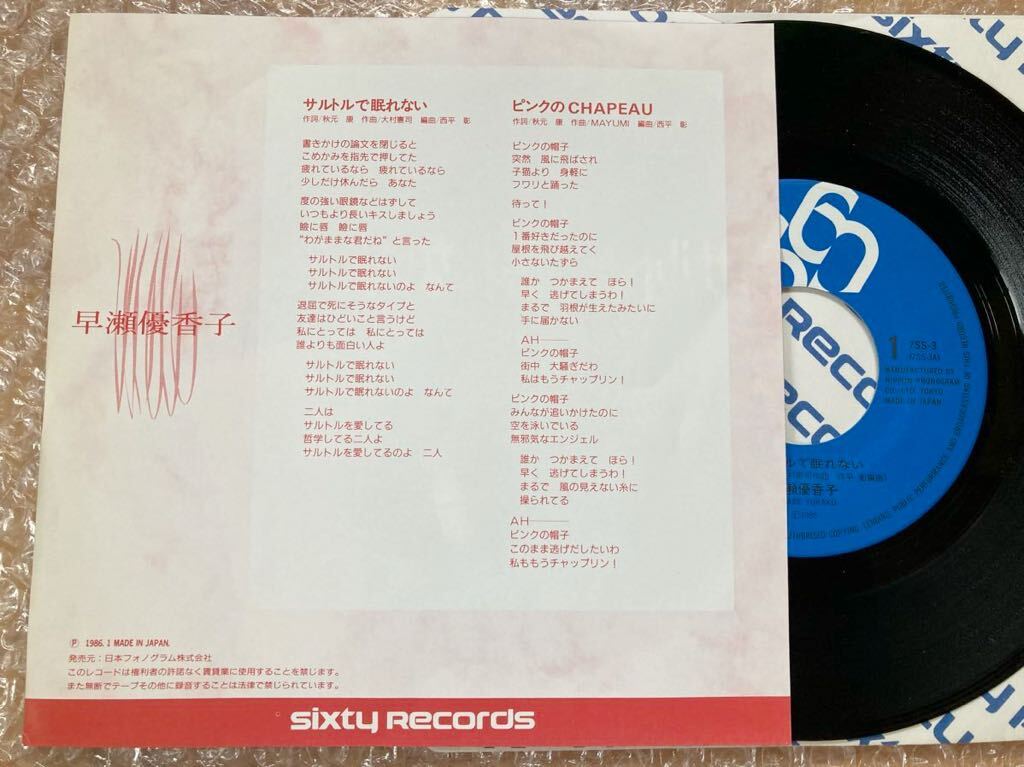 サルトルで眠れない
作詞/秋元 康 作曲/大村憲司 編曲/西平 彰
書きかけの論文を閉じると
こめかみを指先で押してた
疲れているなら 疲れているなら
少しだけ休んだら あなた
度の強い眼鏡などはずして
いつもより長いキスしましょう
瞼に唇 瞼に唇
“わがままな君だね”と言った
サルトルで眠れない
サルトルで眠れない
サルトルで眠れないのよ なんて
退屈で死にそうなタイプと
友達はひどいこと言うけど
私にとっては 私にとっては
誰よりも面白い人よ
サルトルで眠れない
サルトルで眠れない
サルトルで眠れないのよ なんて
二人は
サルトルを愛してる
哲学してる二人よ
サルトルを愛してるのよ 二人
ピンクのCHAPEAU
作詞/秋元 康 作曲/MAYUMI 編曲/西平 彰
ピンクの帽子
突然 風に飛ばされ
子猫より 身軽に
フワリと踊った
待って!
ピンクの帽子
1番好きだったのに
屋根を飛び越えてく
小さないたずら
誰か つかまえて ほら!
早く 逃げてしまうわ!
まるで 羽根が生えたみたいに
手に届かない
AH―――
ピンクの帽子
街中 大騒ぎだわ
私はもうチャップリン!
ピンクの帽子
みんなが追いかけたのに
空を泳いでいる
無邪気なエンジェル
誰か つかまえて ほら!
早く 逃げてしまうわ!
まるで 風の見えない糸に
操られてる
AH―――
ピンクの帽子
このまま逃げだしたいわ
私ももうチャップリン!
早瀬優香子
Ⓟ 1986. 1 MADE IN JAPAN.
発売元:日本フォノグラム株式会社
このレコードは権利者の許諾なく賃貸業に使用することを禁じます。
また無断でテープその他に録音することは法律で禁じられています。
sixty RECORDS
sixty
RECO
RECO
1
7SS-3
(7SS-3A)
MANUFACTURED BY
NIPPON PHONOGRAM
CO., LTD. TOKYO
MADE IN JAPAN
ルで眠れない
瀬優香子
YUKAKO